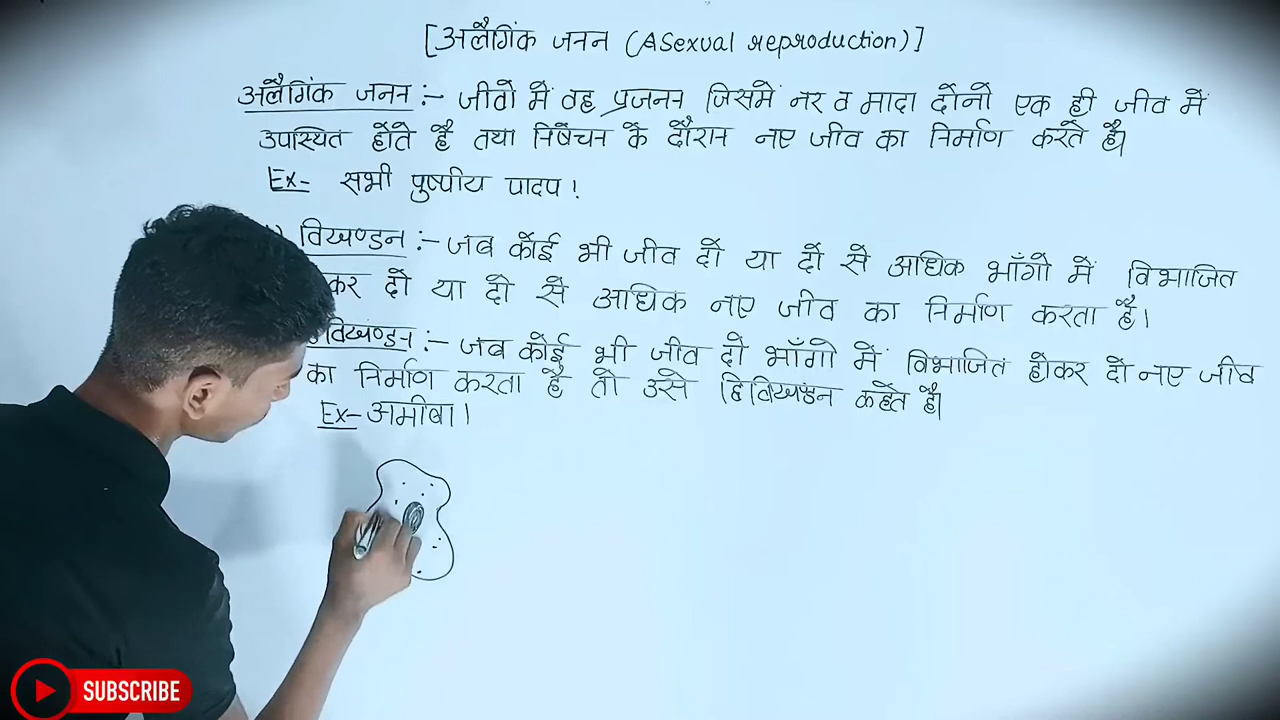 [अलैगिंक जनन (ASexual reproduction)]
अलैगिंक जनन :- जीवो में वह प्रजनन जिसमे नर व मादा दोनो एक ही जीव में
उपस्थित होते है तथा निषेचन के दौरान नए जीव का निर्माण करते है।
Ex- सभी पुष्पीय पादप !
विखण्डन :- जब कोई भी जीव दो या दो से अधिक भाँगो में विभाजित
कर दो या दो से अधिक नए जीव का निर्माण करता है।
:- जब कोई भी जीव दो भाँगो में विभाजित होकर दो नए जीव
का निर्माण करता है तो उसे द्विविखण्डन कहते है।
Ex- अमीबा।
SUBSCRIBE